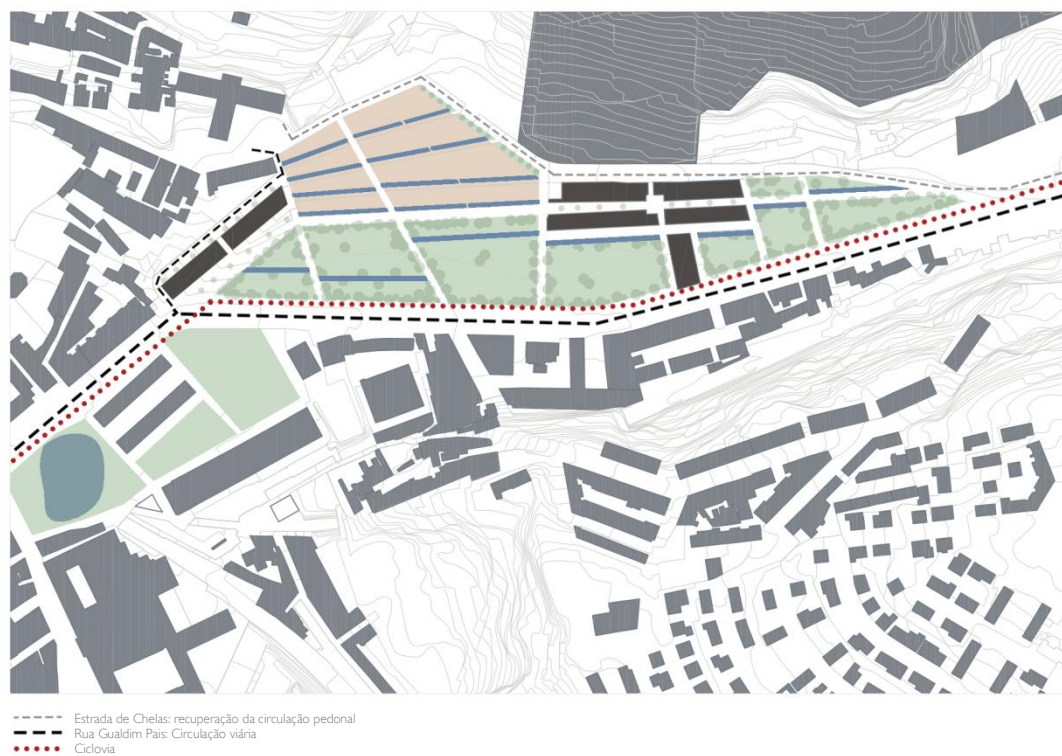 Estrada de Chelas: recuperação da circulação pedonal
Rua Gualdim Pais: Circulação viária
Ciclovia